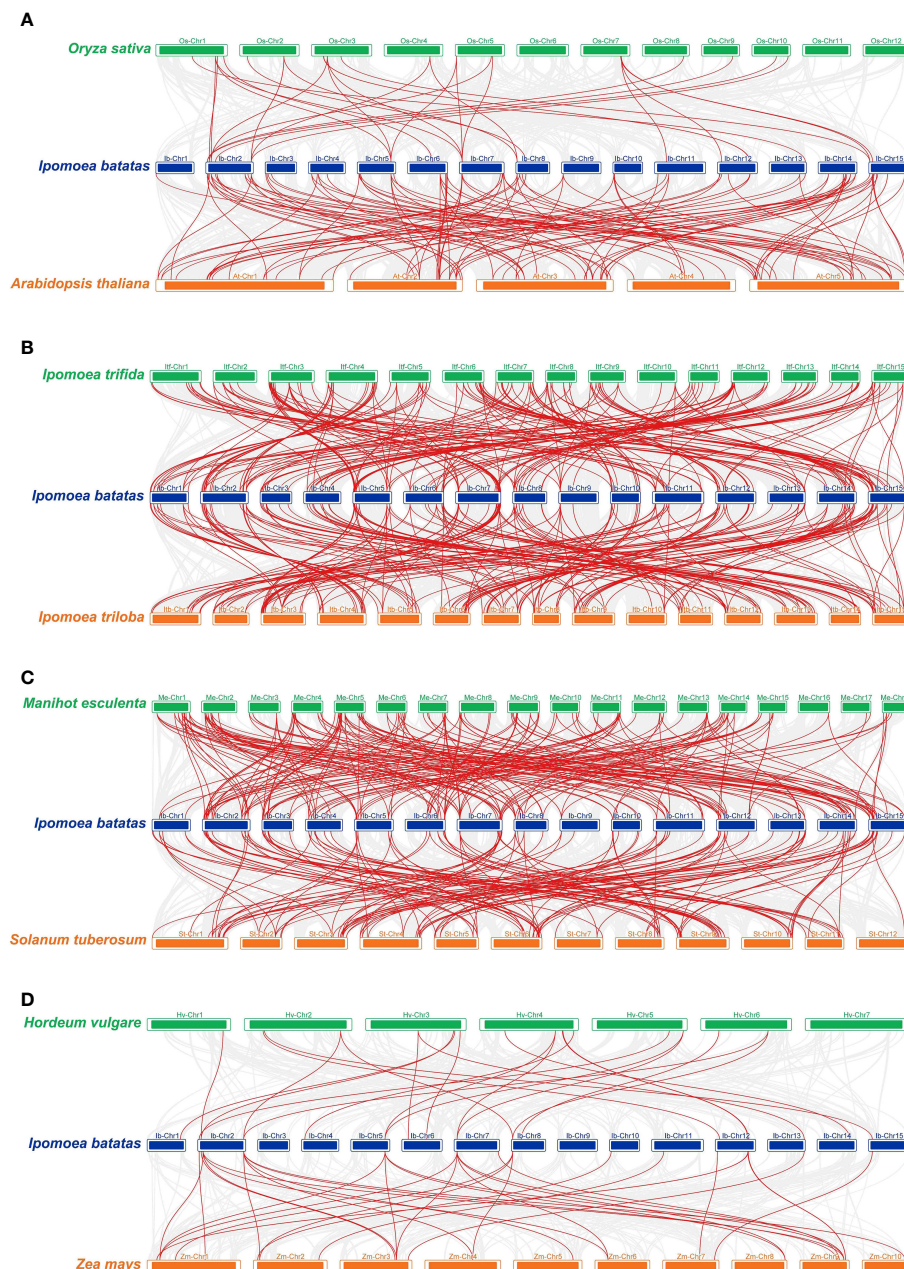 A
Os-Chr1 Os-Chr2 Os-Chr3 Os-Chr4 Os-Chr5 Os-Chr6 Os-Chr7 Os-Chr8 Os-Chr9 Os-Chr10 Os-Chr11 Os-Chr12
Oryza sativa
Ib-Chr1 Ib-Chr2 Ib-Chr3 Ib-Chr4 Ib-Chr5 Ib-Chr6 Ib-Chr7 Ib-Chr8 Ib-Chr9 Ib-Chr10 Ib-Chr11 Ib-Chr12 Ib-Chr13 Ib-Chr14 Ib-Chr15
Ipomoea batatas
At-Chr1 At-Chr2 At-Chr3 At-Chr4 At-Chr5
Arabidopsis thaliana
B
Itf-Chr1 Itf-Chr2 Itf-Chr3 Itf-Chr4 Itf-Chr5 Itf-Chr6 Itf-Chr7 Itf-Chr8 Itf-Chr9 Itf-Chr10 Itf-Chr11 Itf-Chr12 Itf-Chr13 Itf-Chr14 Itf-Chr15
Ipomoea trifida
Ib-Chr1 Ib-Chr2 Ib-Chr3 Ib-Chr4 Ib-Chr5 Ib-Chr6 Ib-Chr7 Ib-Chr8 Ib-Chr9 Ib-Chr10 Ib-Chr11 Ib-Chr12 Ib-Chr13 Ib-Chr14 Ib-Chr15
Ipomoea batatas
Itb-Chr2 Itb-Chr3 Itb-Chr4 Itb-Chr7 Itb-Chr10 Itb-Chr11
Ipomoea triloba
C
Me-Chr1 Me-Chr2 Me-Chr3 Me-Chr4 Me-Chr5 Me-Chr6 Me-Chr7 Me-Chr8 Me-Chr9 Me-Chr10 Me-Chr11 Me-Chr12 Me-Chr13 Me-Chr14 Me-Chr15 Me-Chr16 Me-Chr17
Manihot esculenta
Ib-Chr1 Ib-Chr2 Ib-Chr3 Ib-Chr4 Ib-Chr5 Ib-Chr6 Ib-Chr7 Ib-Chr8 Ib-Chr9 Ib-Chr10 Ib-Chr11 Ib-Chr12 Ib-Chr13 Ib-Chr14 Ib-Chr15
Ipomoea batatas
St-Chr1 St-Chr2 St-Chr4 St-Chr5 St-Chr7 St-Chr8 St-Chr10 St-Chr12
Solanum tuberosum
D
Hv-Chr1 Hv-Chr2 Hv-Chr3 Hv-Chr4 Hv-Chr5 Hv-Chr6 Hv-Chr7
Hordeum vulgare
Ib-Chr1 Ib-Chr2 Ib-Chr3 Ib-Chr4 Ib-Chr5 Ib-Chr6 Ib-Chr7 Ib-Chr8 Ib-Chr9 Ib-Chr10 Ib-Chr11 Ib-Chr12 Ib-Chr13 Ib-Chr14 Ib-Chr15
Ipomoea batatas
Zm-Chr1 Zm-Chr2 Zm-Chr3 Zm-Chr4 Zm-Chr5 Zm-Chr6 Zm-Chr7 Zm-Chr8 Zm-Chr10
Zea mays